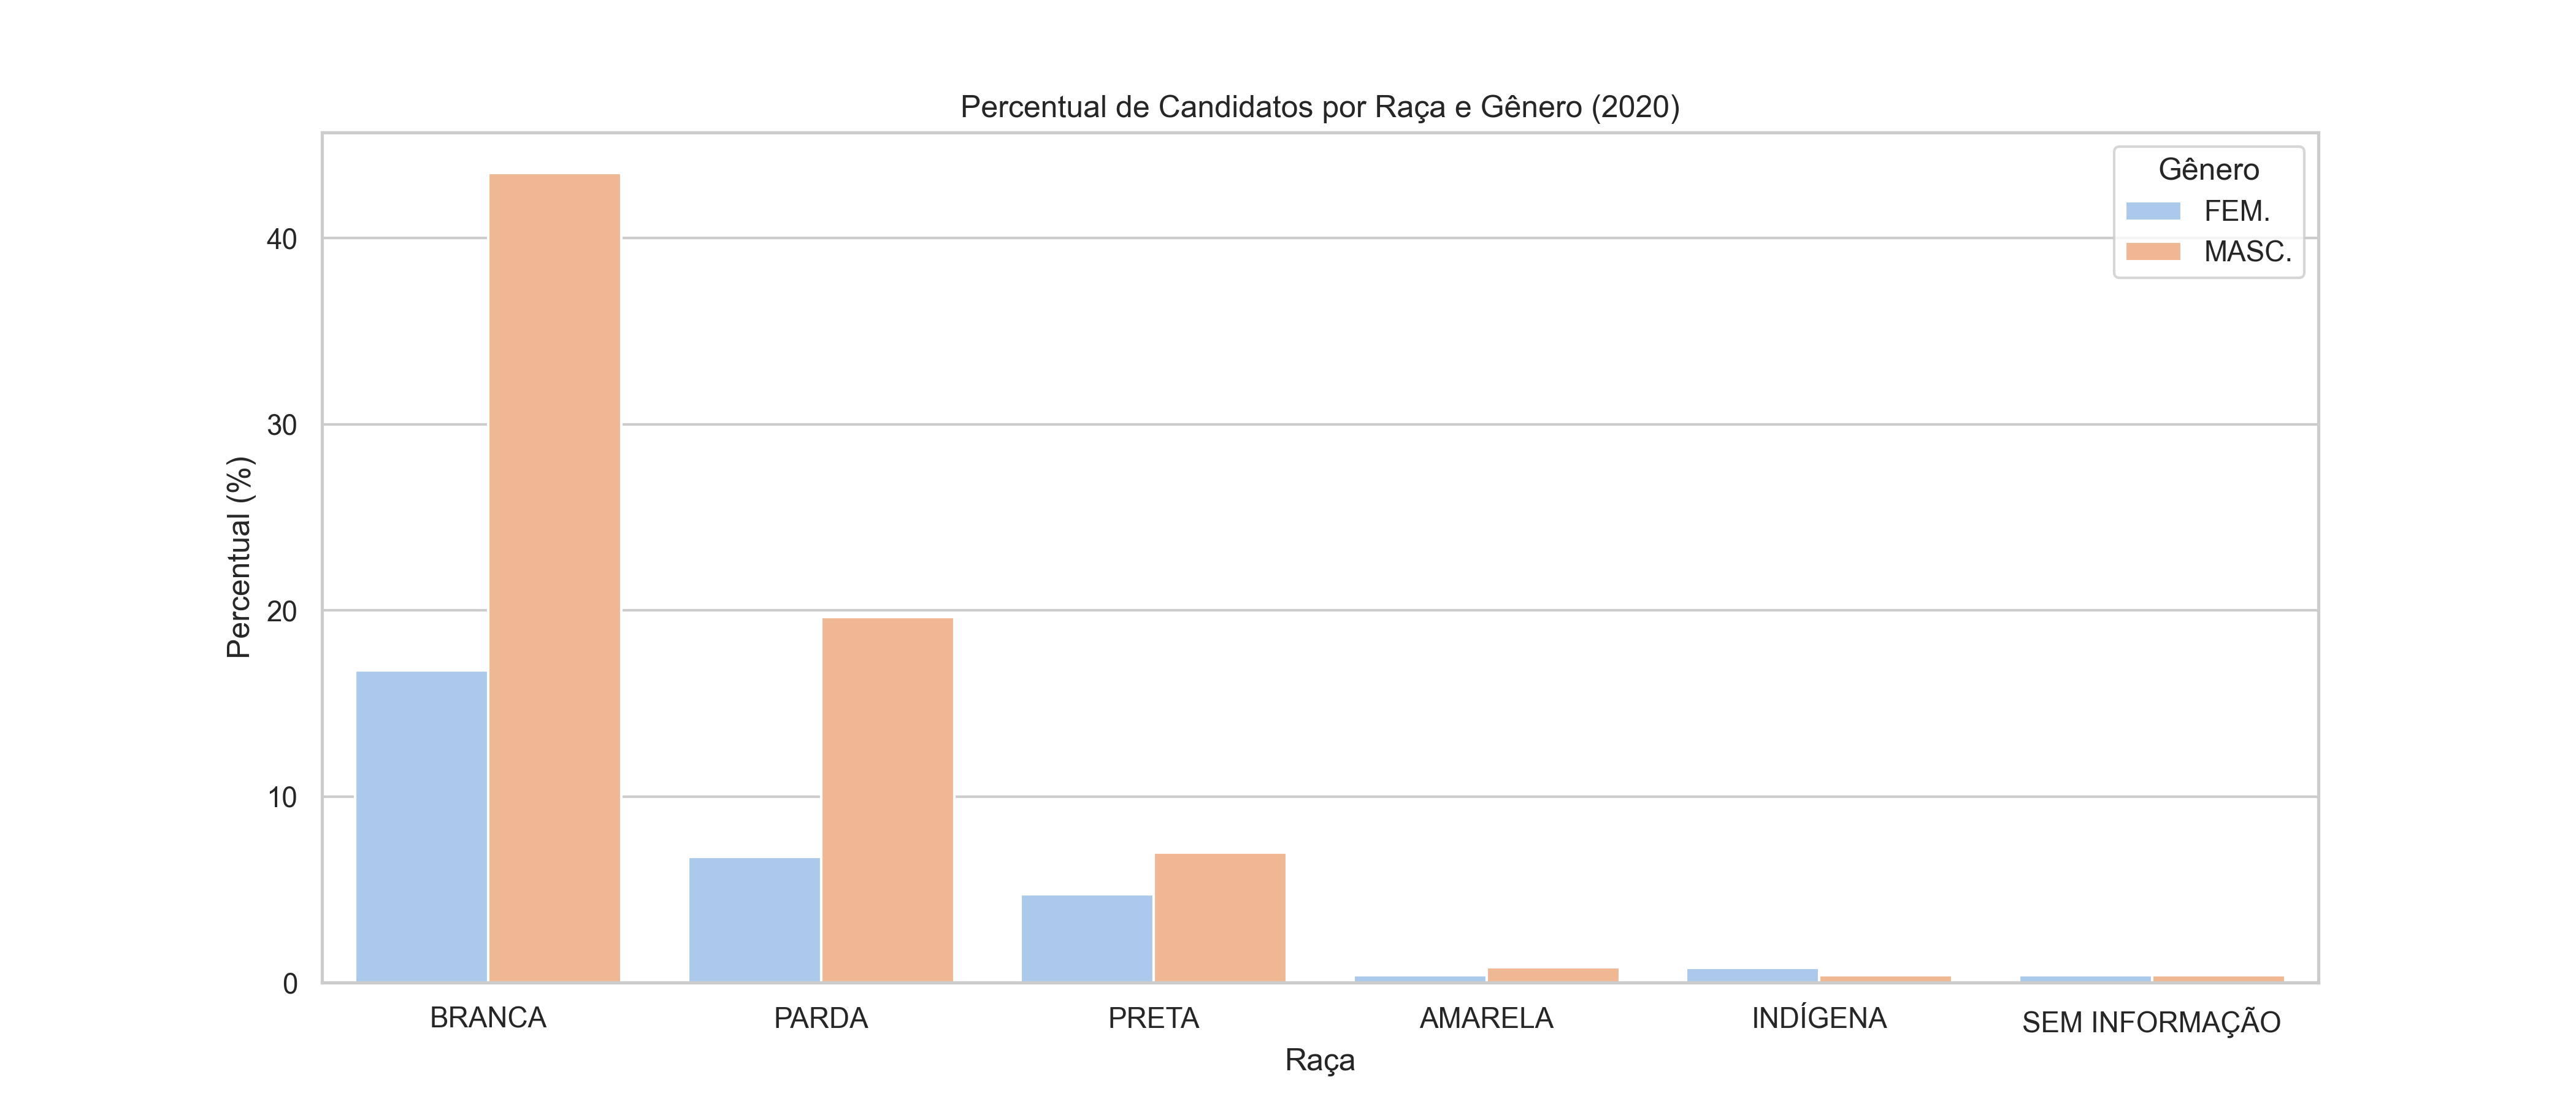 Percentual de Candidatos por Raça e Gênero (2020)
Gênero
FEM.
MASC.
Percentual (%)
40
30
20
10
0
BRANCA
PARDA
PRETA
AMARELA
INDÍGENA
SEM INFORMAÇÃO
Raça